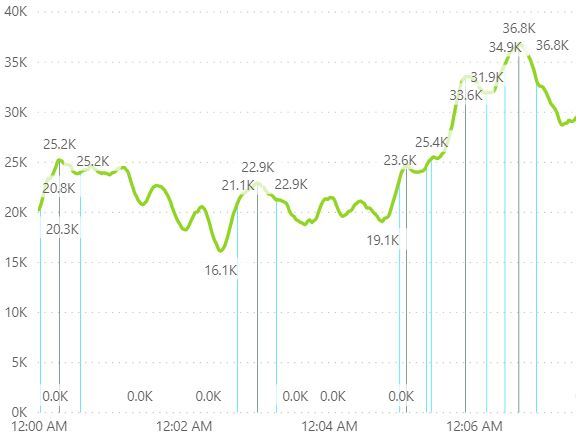 40K
36.8K
34.9K 36.8K
35K
31.9K
33.6K
30K
25.2K
25.4K
25K
25.2K
22.9K
23.6K
20.8K
21.1K 22.9K
20K
20.3K
19.1K
16.1K
15K
10K
5K
0.0K 0.0K 0.0K 0.0K 0.0K 0.0K
0K
12:00 AM 12:02 AM 12:04 AM 12:06 AM